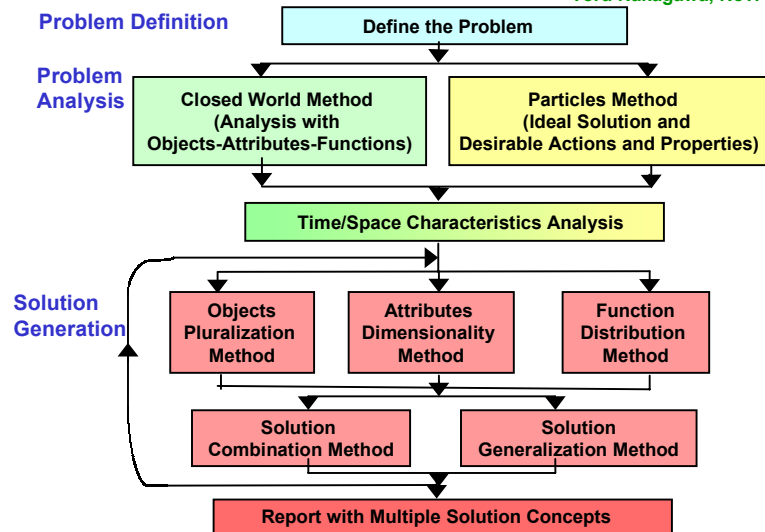 Problem Definition
Define the Problem
Problem
Analysis
Closed World Method
(Analysis with
Objects-Attributes-Functions)
Particles Method
(Ideal Solution and
Desirable Actions and Properties)
Time/Space Characteristics Analysis
Solution
Generation
Objects
Pluralization
Method
Attributes
Dimensionality
Method
Function
Distribution
Method
Solution
Combination Method
Solution
Generalization Method
Report with Multiple Solution Concepts